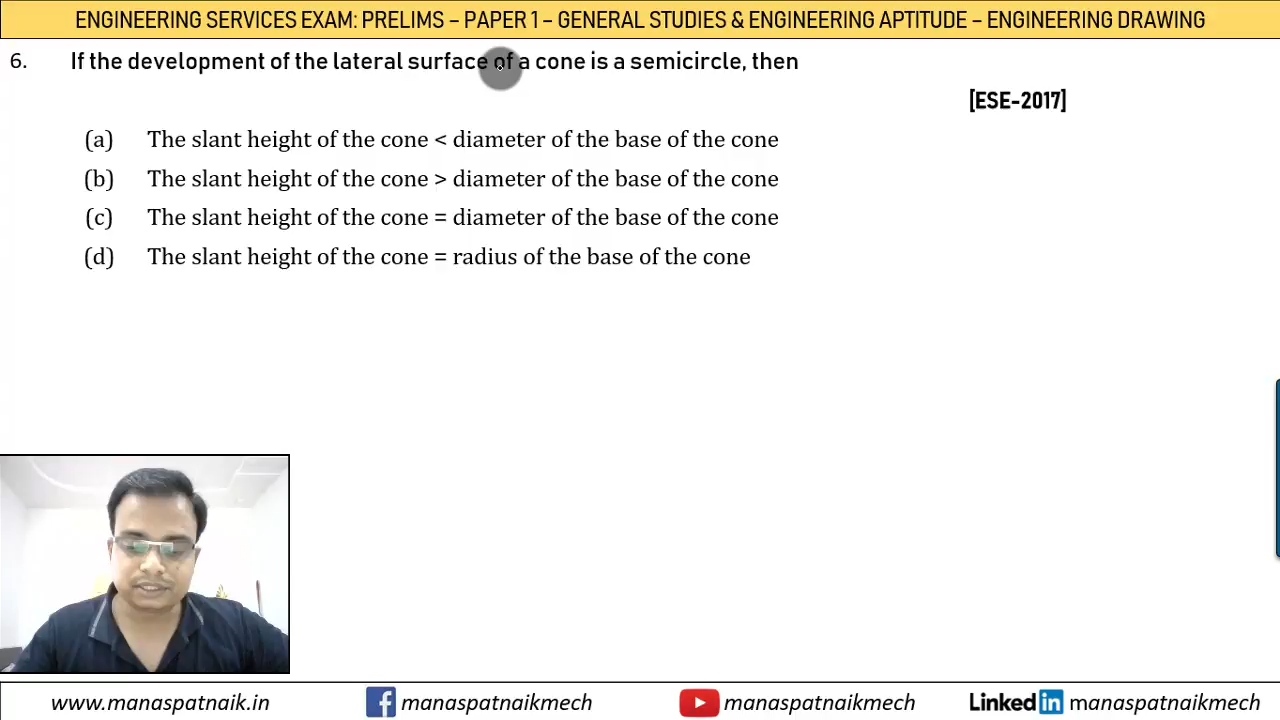 ENGINEERING SERVICES EXAM: PRELIMS – PAPER 1 – GENERAL STUDIES & ENGINEERING APTITUDE – ENGINEERING DRAWING
6. If the development of the lateral surface of a cone is a semicircle, then
[ESE-2017]
(a) The slant height of the cone < diameter of the base of the cone
(b) The slant height of the cone > diameter of the base of the cone
(c) The slant height of the cone = diameter of the base of the cone
(d) The slant height of the cone = radius of the base of the cone
www.manaspatnaik.in manaspatnaikmech manaspatnaikmech Linkedin manaspatnaikmech